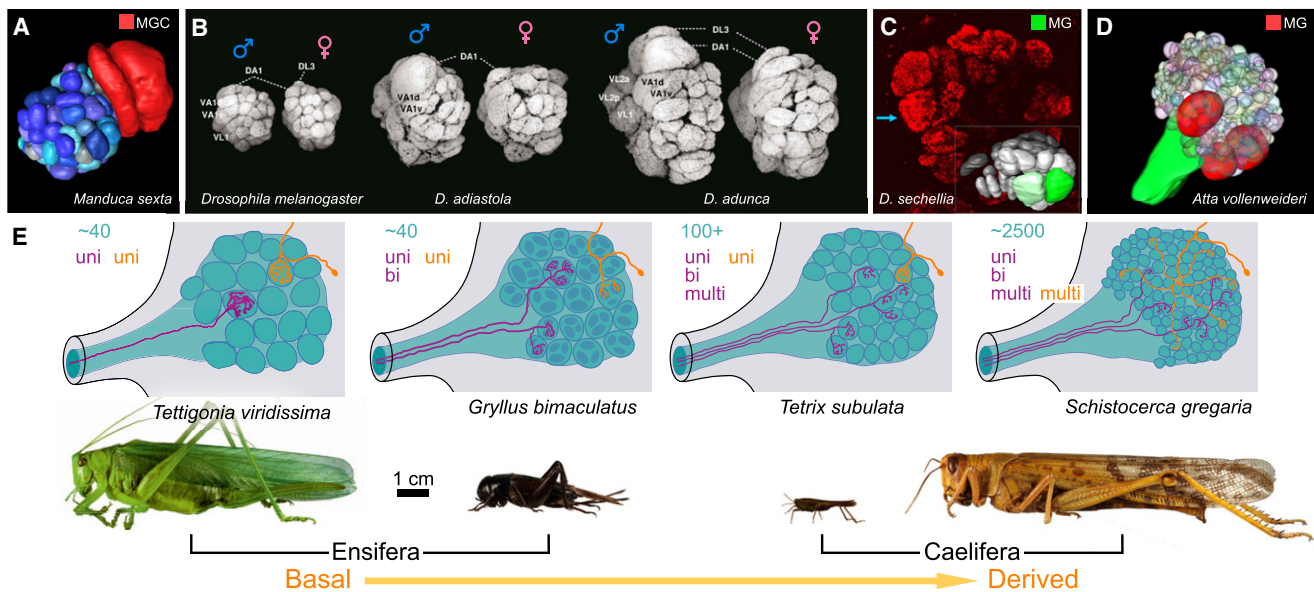 A
MGC
Manduca sexta
B
♂ ♀ ♂ ♀ ♂ ♀
DA1
DL3
VA1d
VA1v
VL1
Drosophila melanogaster
DA1
VA1d
VA1v
D. adiastola
DL3
DA1
VL2a
VA1d
VL2p
VA1v
VL1
D. adunca
C
MG
D. sechellia
D
MG
Atta vollenweideri
E
~40
uni uni
Tettigonia viridissima
~40
uni uni
bi
Gryllus bimaculatus
100+
uni uni
bi
multi
Tetrix subulata
~2500
uni
bi
multi multi
Schistocerca gregaria
1 cm
Ensifera
Caelifera
Basal
Derived